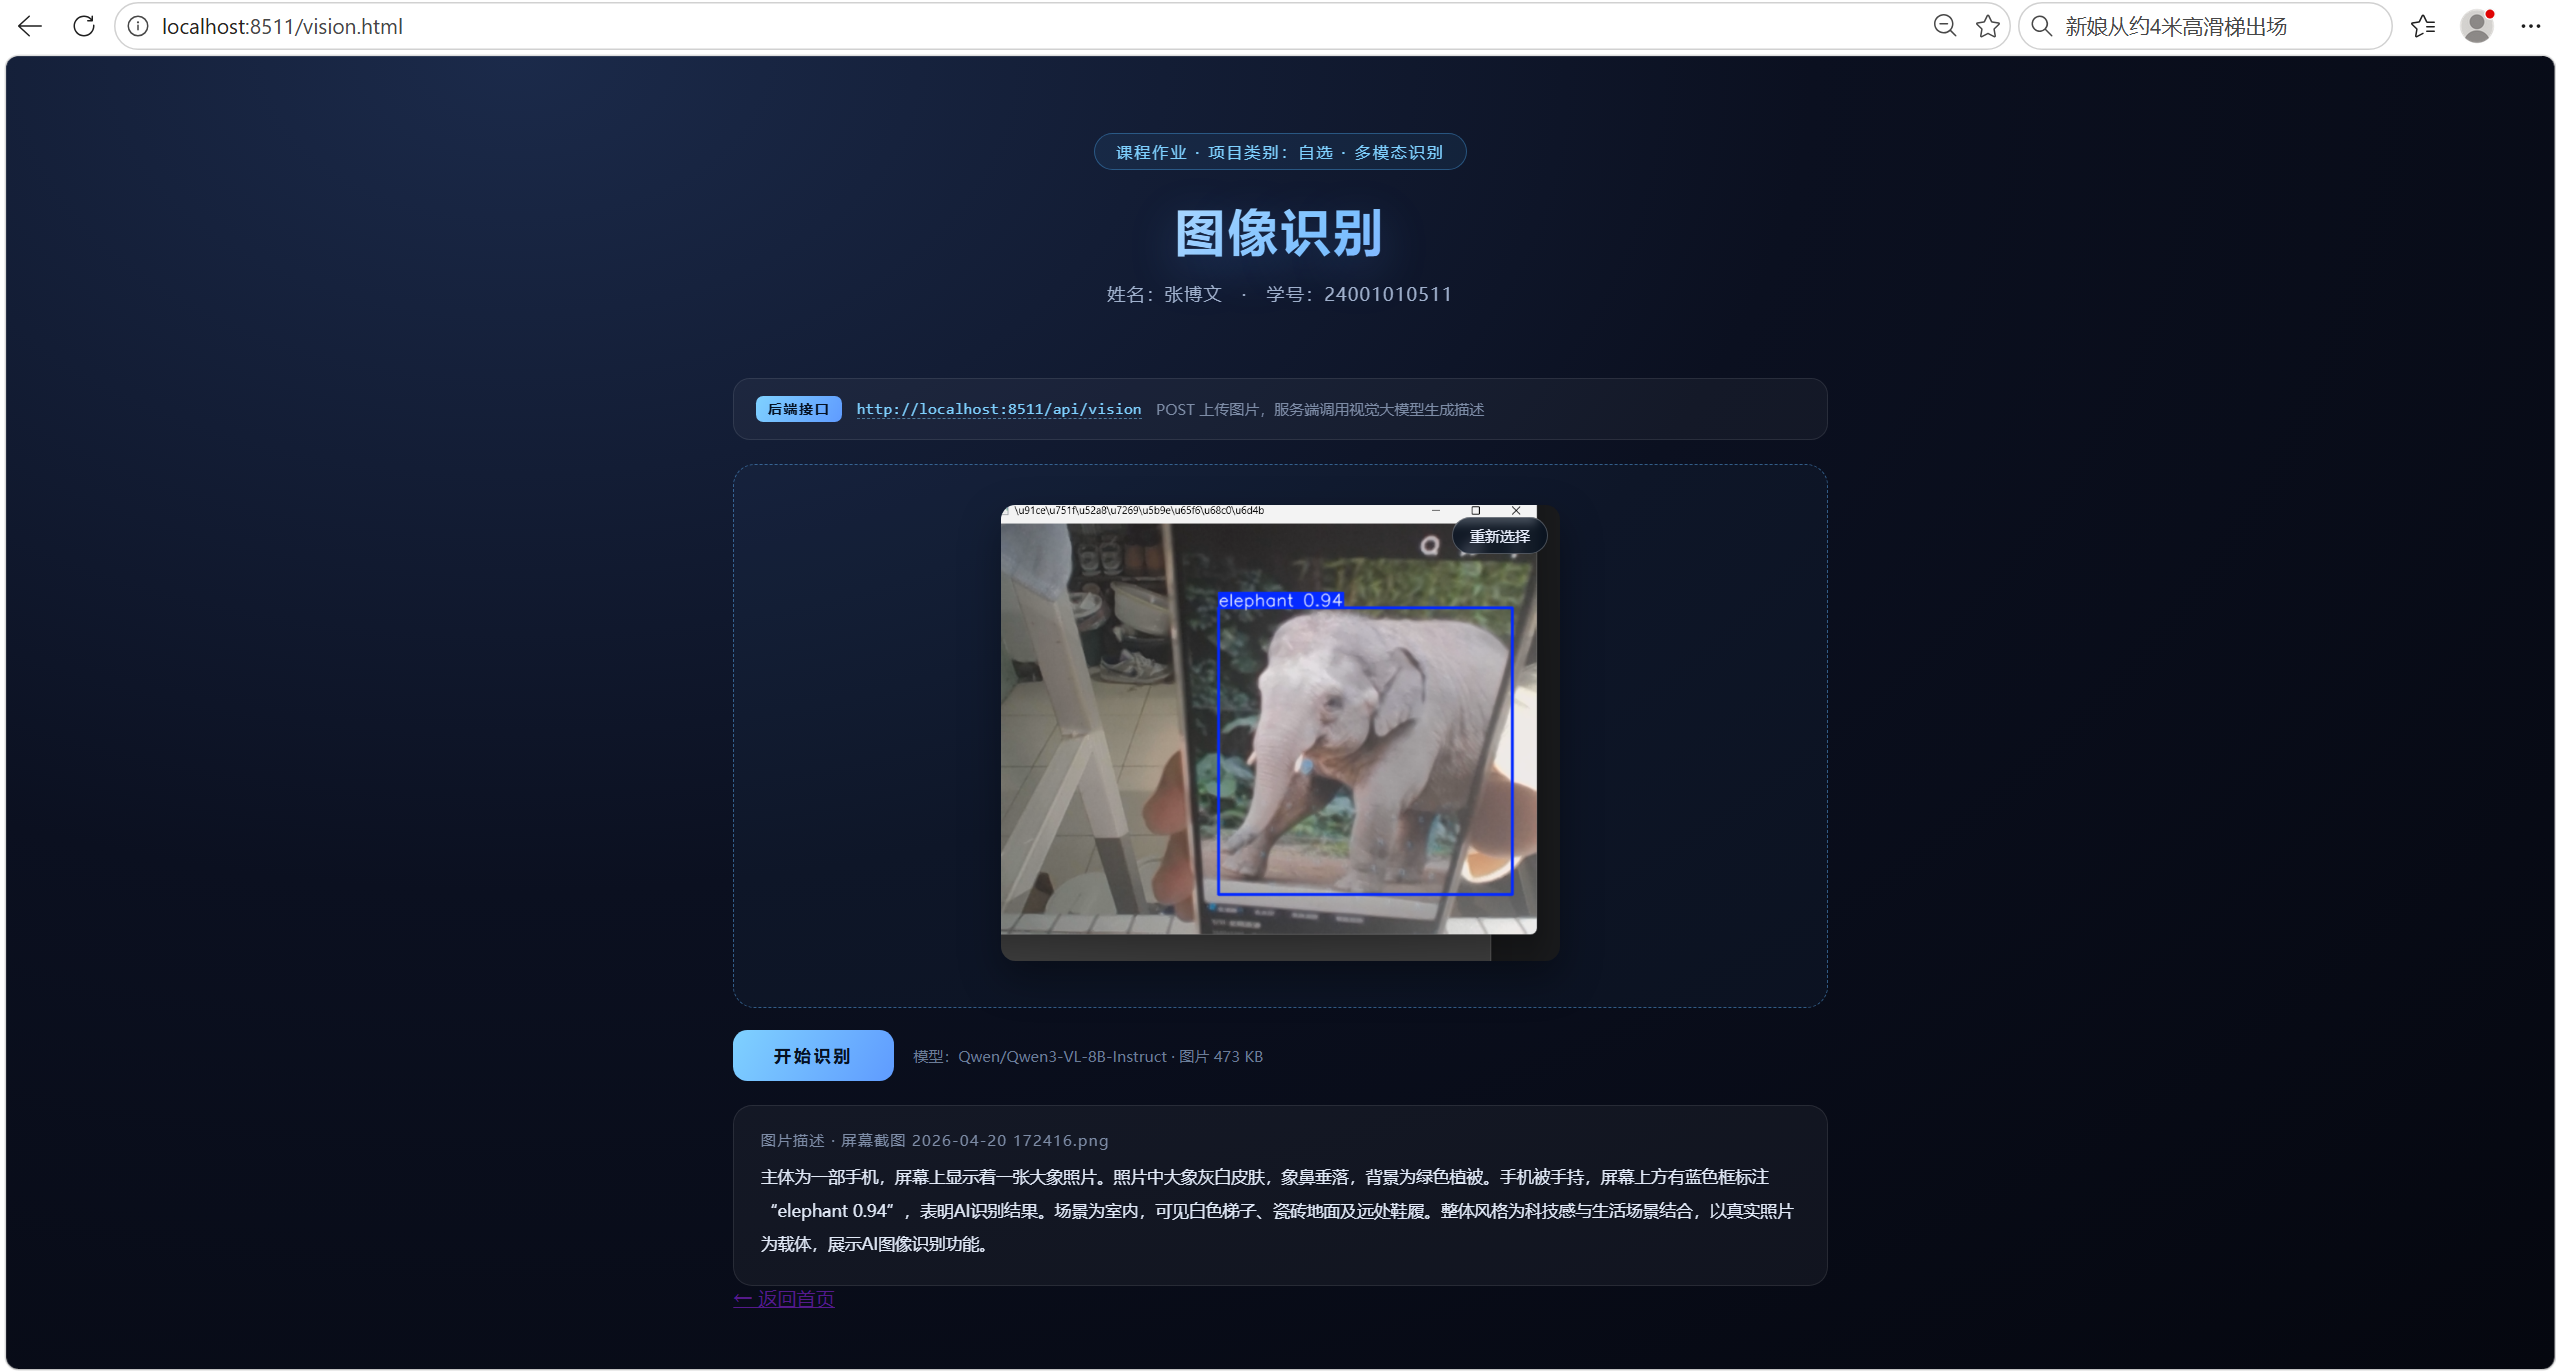 localhost:8511/vision.html
新娘从约4米高滑梯出场
课程作业 · 项目类别：自选 · 多模态识别
图像识别
姓名：张博文 · 学号：24001010511
后端接口 http://localhost:8511/api/vision POST 上传图片，服务端调用视觉大模型生成描述
\u91ce\u751f\u52a8\u7269\u5b9e\u65f6\u68c0\u6d4b
重新选择
elephant 0.94
开始识别 模型：Qwen/Qwen3-VL-8B-Instruct · 图片 473 KB
图片描述 · 屏幕截图 2026-04-20 172416.png
主体为一部手机，屏幕上显示着一张大象照片。照片中大象灰白皮肤，象鼻垂落，背景为绿色植被。手机被手持，屏幕上方有蓝色框标注
“elephant 0.94”，表明AI识别结果。场景为室内，可见白色梯子、瓷砖地面及远处鞋履。整体风格为科技感与生活场景结合，以真实照片
为载体，展示AI图像识别功能。
← 返回首页